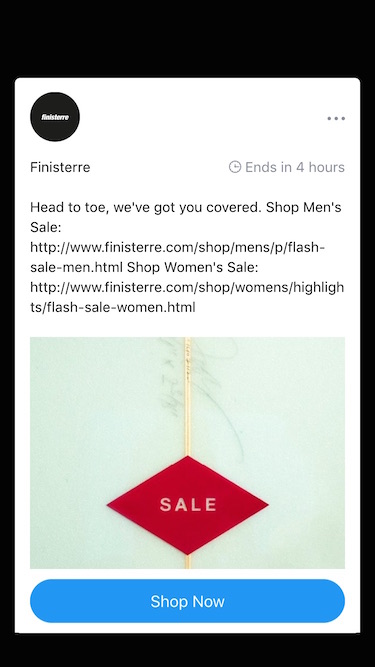 finisterre
Finisterre
Ends in 4 hours
Head to toe, we've got you covered. Shop Men's
Sale:
http://www.finisterre.com/shop/mens/p/flash-
sale-men.html Shop Women's Sale:
http://www.finisterre.com/shop/womens/highligh
ts/flash-sale-women.html
SALE
Shop Now